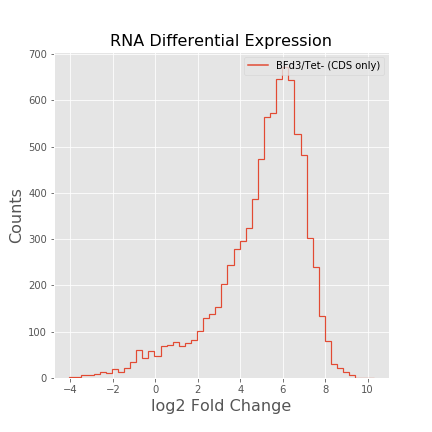 RNA Differential Expression
BFd3/Tet- (CDS only)
700
600
500
400
300
200
100
0
Counts
−4 −2 0 2 4 6 8 10
log2 Fold Change